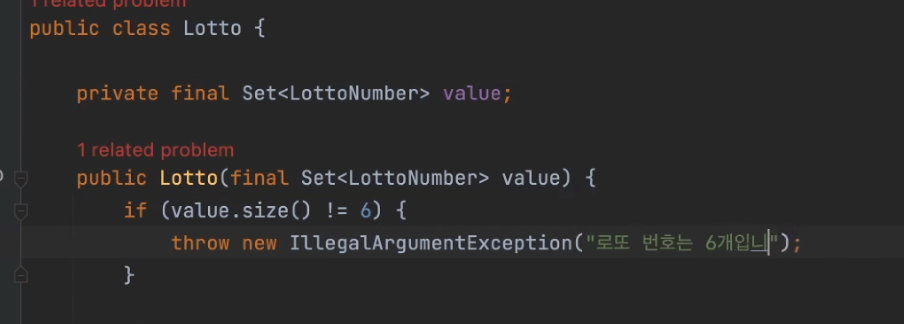 1 related problem
public class Lotto {
private final Set<LottoNumber> value;
1 related problem
public Lotto(final Set<LottoNumber> value) {
if (value.size() != 6) {
throw new IllegalArgumentException("로또 번호는 6개입니");
}